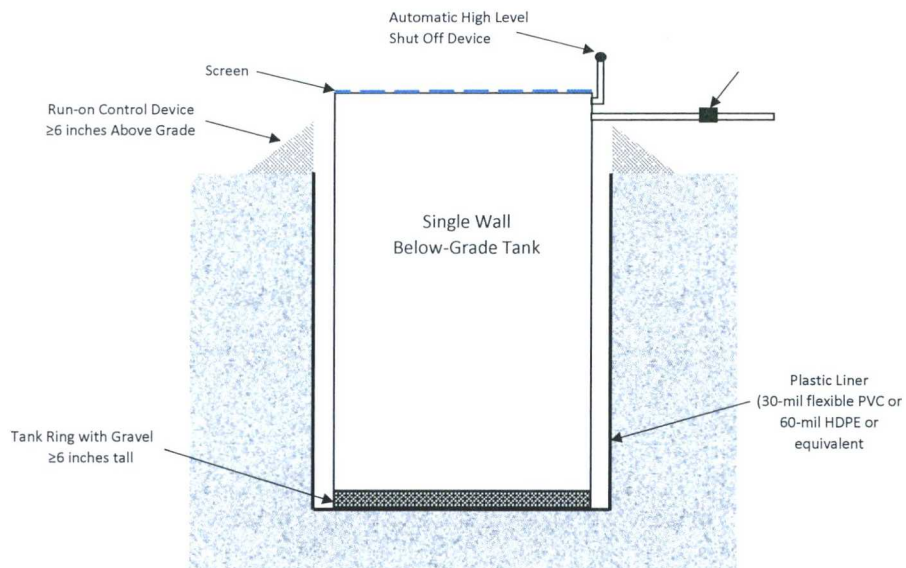 Automatic High Level
Shut Off Device
Screen
Run-on Control Device
≥6 inches Above Grade
Single Wall
Below-Grade Tank
Plastic Liner
(30-mil flexible PVC or
60-mil HDPE or
equivalent
Tank Ring with Gravel
≥6 inches tall